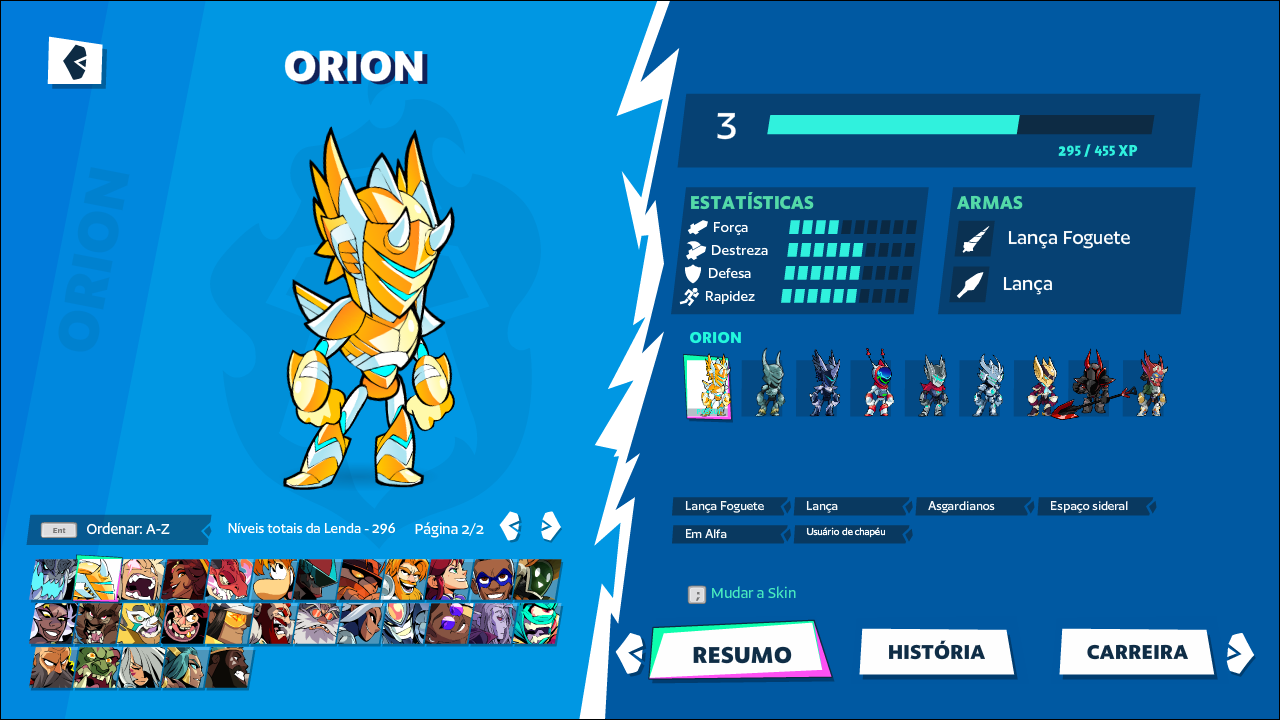 ORION
ORION
3
295 / 455 XP
ESTATÍSTICAS
Força
Destreza
Defesa
Rapidez
ARMAS
Lança Foguete
Lança
ORION
Lança Foguete
Lança
Asgardianos
Espaço sideral
Em Alfa
Usuário de chapéu
Ent
Ordenar: A-Z
Níveis totais da Lenda - 296
Página 2/2
; Mudar a Skin
RESUMO
HISTÓRIA
CARREIRA